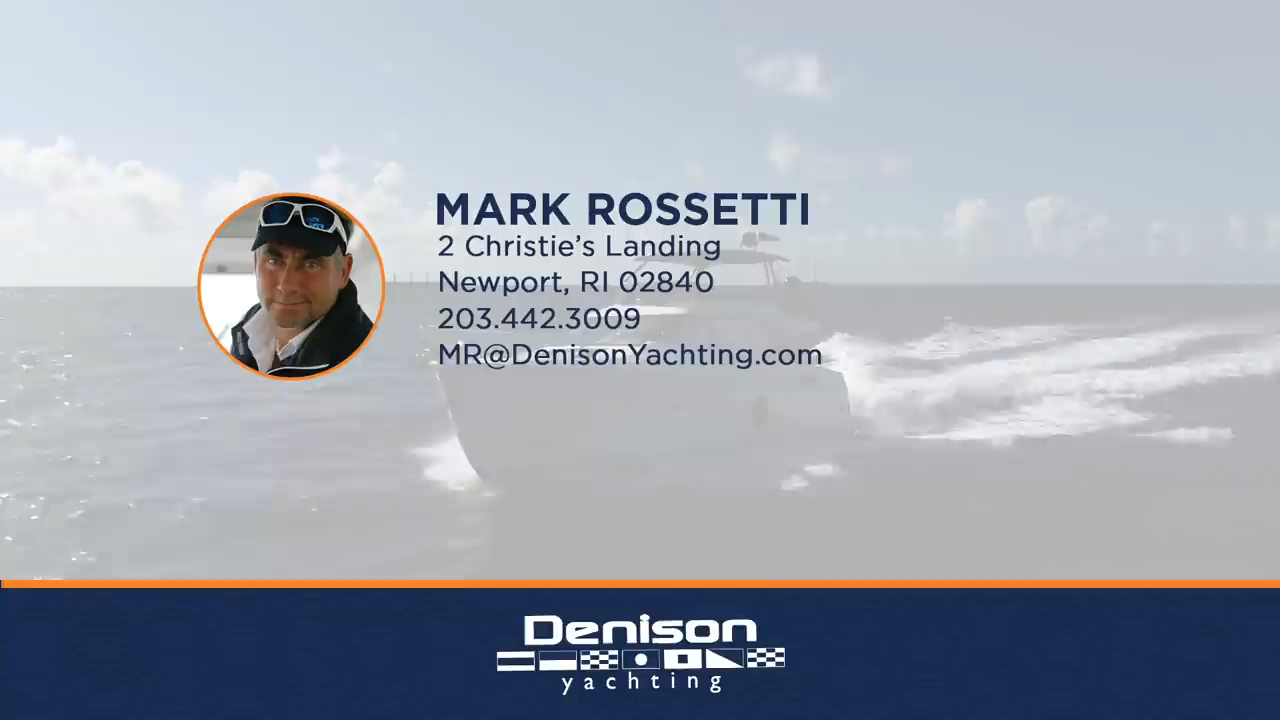 MARK ROSSETTI
2 Christie's Landing
Newport, RI 02840
203.442.3009
MR@DenisonYachting.com
Denison
yachting